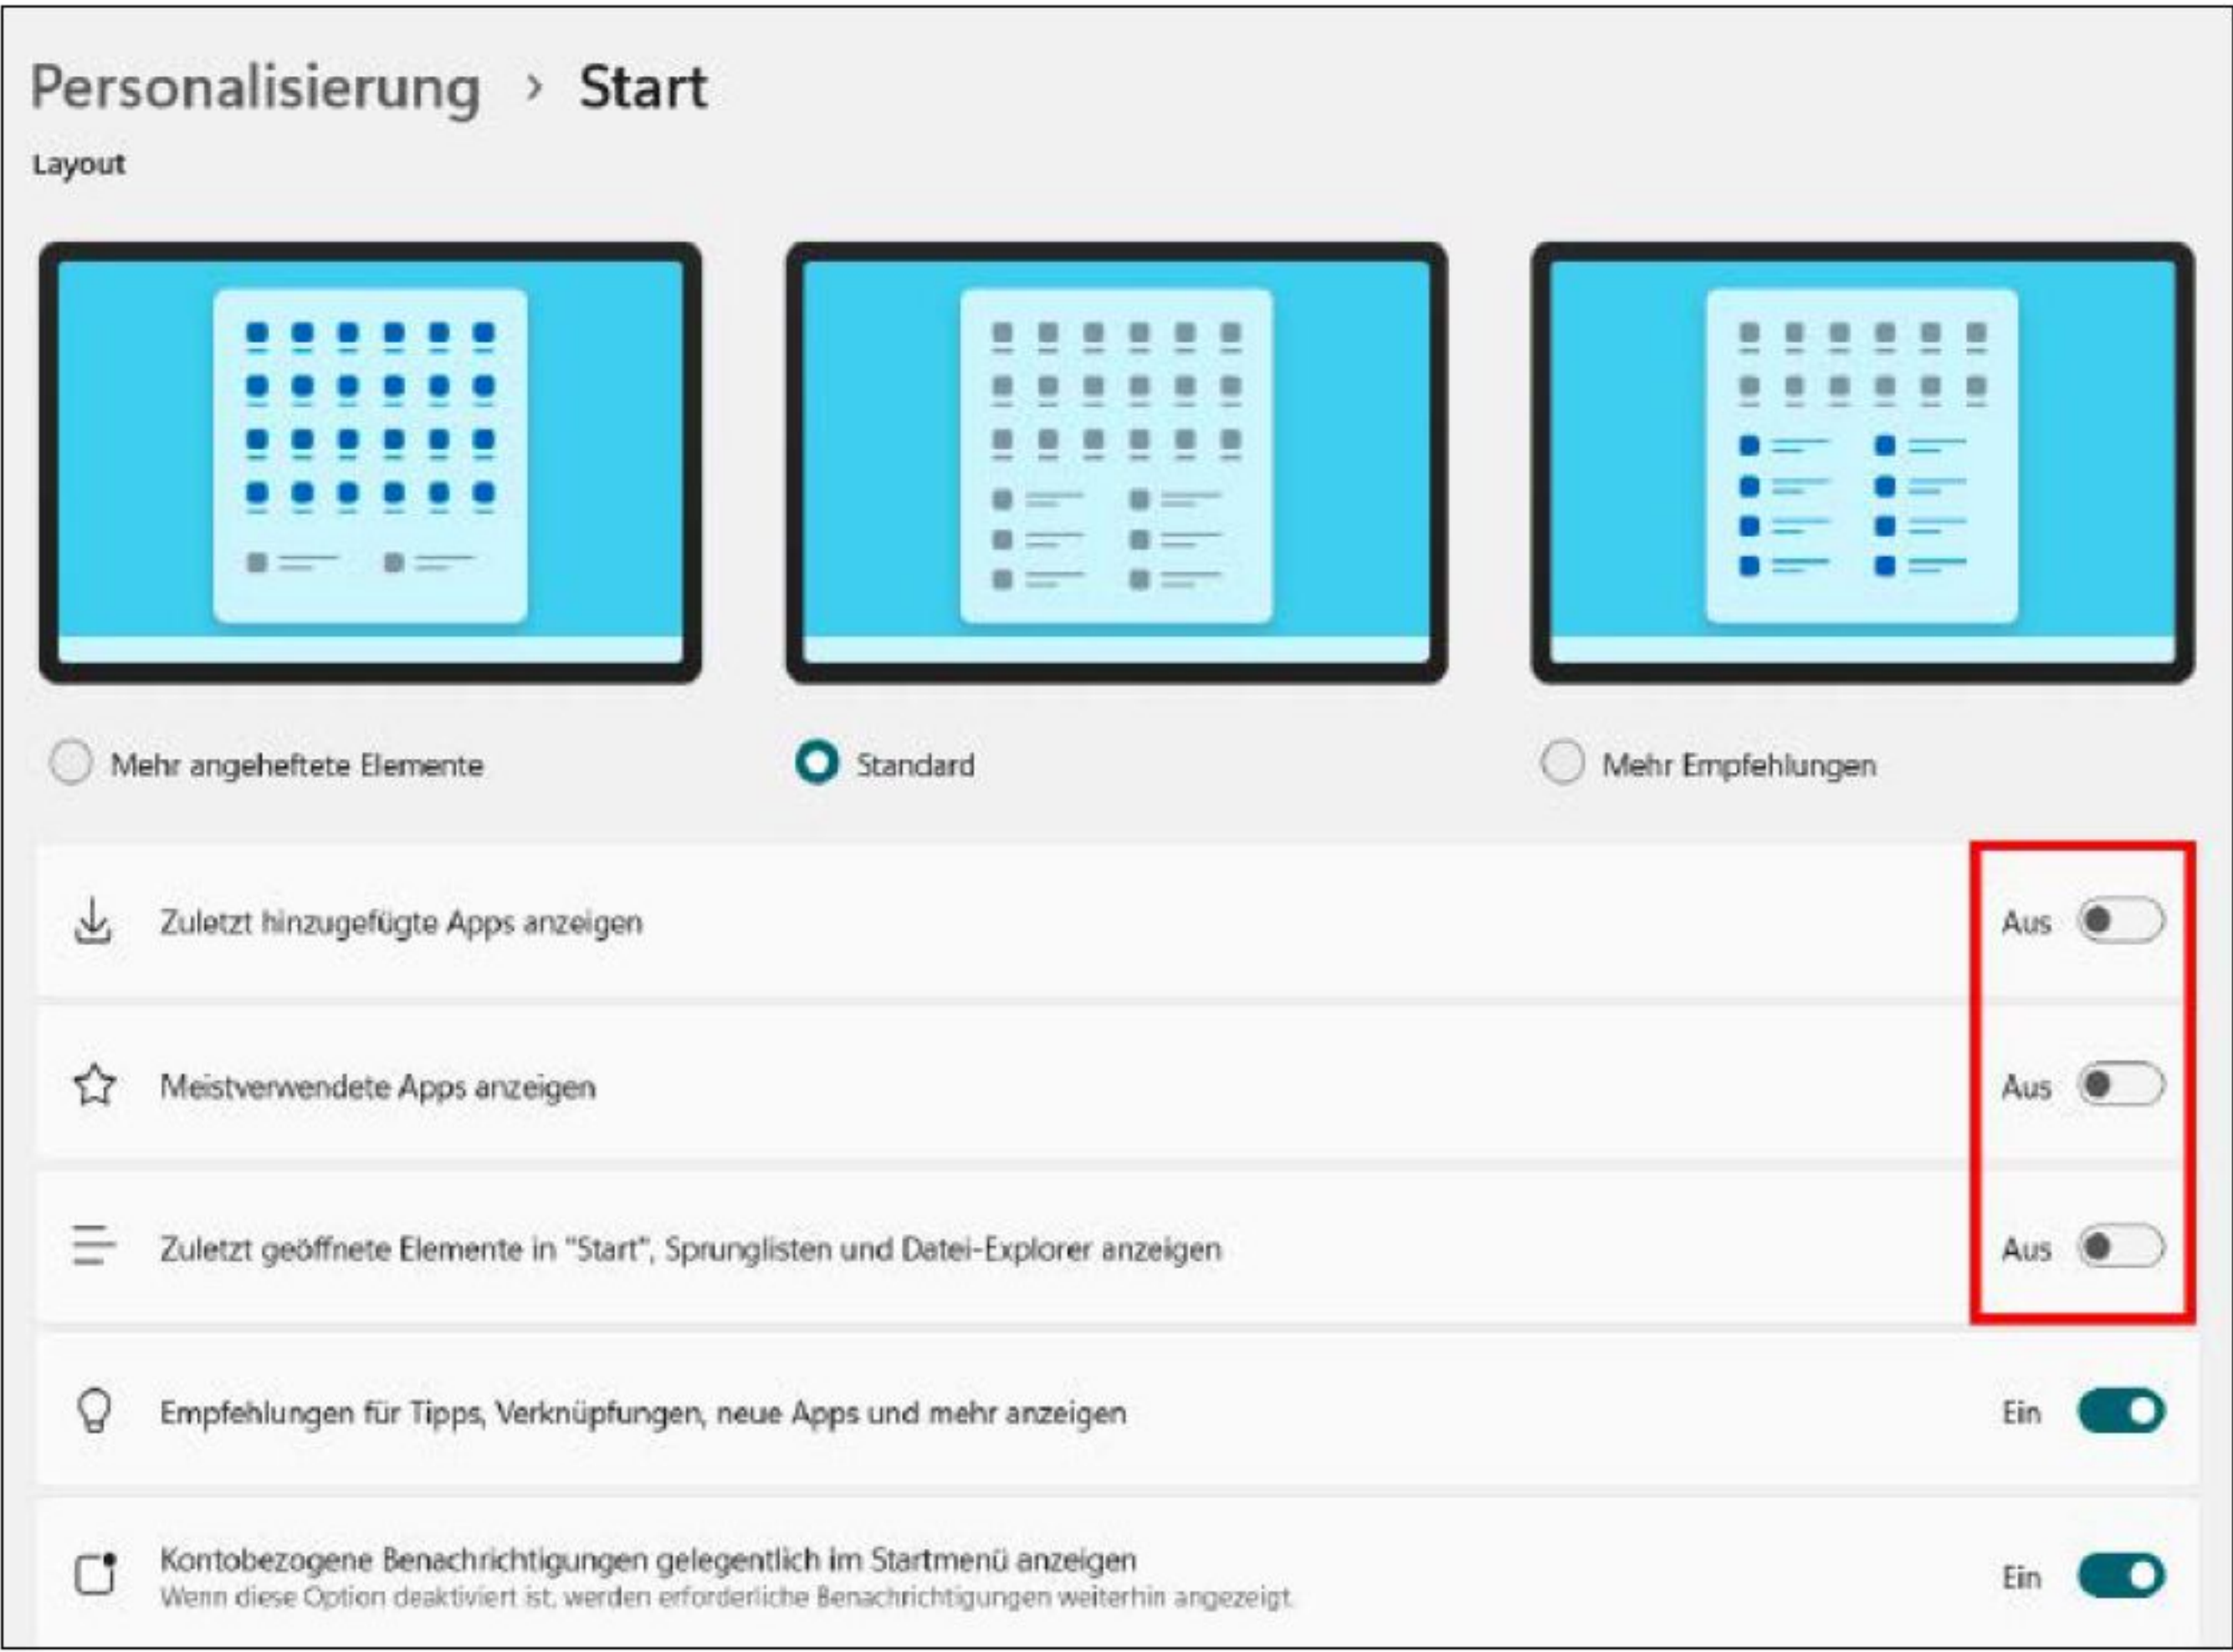 Personalisierung > Start
Layout
Mehr angeheftete Elemente
Standard
Mehr Empfehlungen
Zuletzt hinzugefügte Apps anzeigen Aus
Meistverwendete Apps anzeigen Aus
Zuletzt geöffnete Elemente in "Start", Sprunglisten und Datei-Explorer anzeigen Aus
Empfehlungen für Tipps, Verknüpfungen, neue Apps und mehr anzeigen Ein
Kontobezogene Benachrichtigungen gelegentlich im Startmenü anzeigen Ein
Wenn diese Option deaktiviert ist, werden erforderliche Benachrichtigungen weiterhin angezeigt.